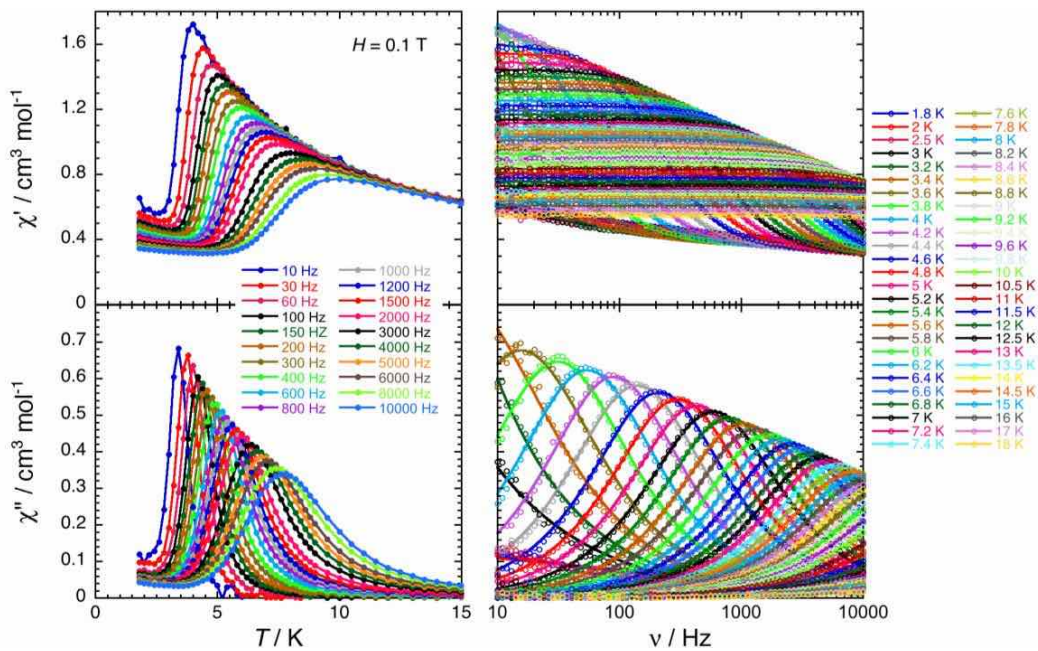 H = 0.1 T
χ' / cm³ mol⁻¹
1.6
1.2
0.8
0.4
0
χ'' / cm³ mol⁻¹
0.7
0.6
0.5
0.4
0.3
0.2
0.1
0
0 5 10 15
T / K
10 100 1000 10000
ν / Hz
10 Hz 1000 Hz
30 Hz 1200 Hz
60 Hz 1500 Hz
100 Hz 2000 Hz
150 HZ 3000 Hz
200 Hz 4000 Hz
300 Hz 5000 Hz
400 Hz 6000 Hz
600 Hz 8000 Hz
800 Hz 10000 Hz
1.8 K 7.6 K
2 K 7.8 K
2.5 K 8 K
3 K 8.2 K
3.2 K 8.4 K
3.4 K 8.6 K
3.6 K 8.8 K
3.8 K 9 K
4 K 9.2 K
4.2 K 9.4 K
4.4 K 9.6 K
4.6 K 9.8 K
4.8 K 10 K
5 K 10.5 K
5.2 K 11 K
5.4 K 11.5 K
5.6 K 12 K
5.8 K 12.5 K
6 K 13 K
6.2 K 13.5 K
6.4 K 14 K
6.6 K 14.5 K
6.8 K 15 K
7 K 16 K
7.2 K 17 K
7.4 K 18 K